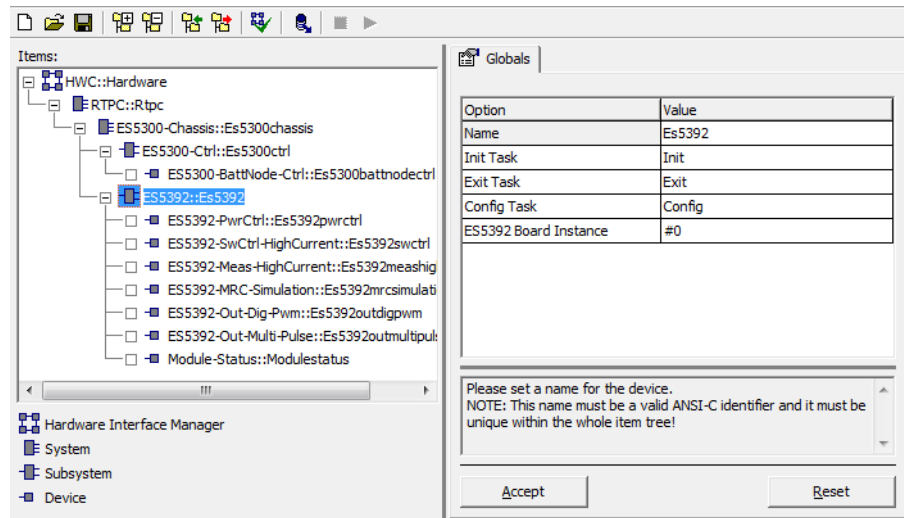 Items:
HWC::Hardware
RTPC::Rtpc
ES5300-Chassis::Es5300chassis
ES5300-Ctrl::Es5300ctrl
ES5300-BattNode-Ctrl::Es5300battnodectrl
ES5392::Es5392
ES5392-PwrCtrl::Es5392pwrctrl
ES5392-SwCtrl-HighCurrent::Es5392swctrl
ES5392-Meas-HighCurrent::Es5392meashig
ES5392-MRC-Simulation::Es5392mrcsimulati
ES5392-Out-Dig-Pwm::Es5392outdigpwm
ES5392-Out-Multi-Pulse::Es5392outmultipuls
Module-Status::Modulestatus
Hardware Interface Manager
System
Subsystem
Device
Globals
Option Value
Name Es5392
Init Task Init
Exit Task Exit
Config Task Config
ES5392 Board Instance #0
Please set a name for the device.
NOTE: This name must be a valid ANSI-C identifier and it must be
unique within the whole item tree!
Accept Reset